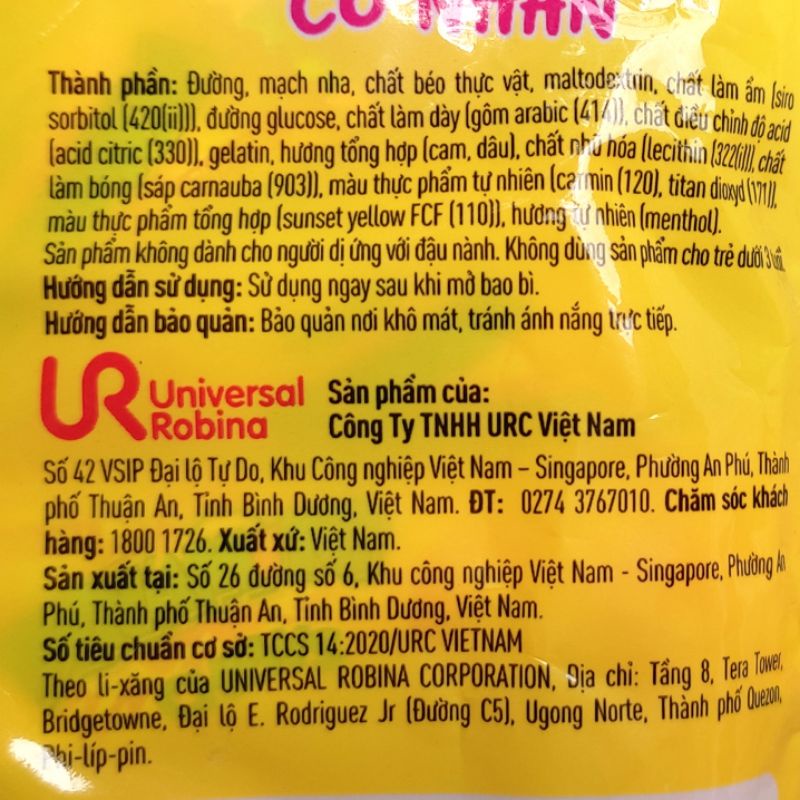 CÓ NHÂN
Thành phần: Đường, mạch nha, chất béo thực vật, maltodextrin, chất làm ẩm (siro
sorbitol (420(ii))), đường glucose, chất làm dày (gôm arabic (414)), chất điều chỉnh độ acid
(acid citric (330)), gelatin, hương tổng hợp (cam, dâu), chất nhũ hóa (lecithin (322(i))), chất
làm bóng (sáp carnauba (903)), màu thực phẩm tự nhiên (carmin (120), titan dioxyd (171)),
màu thực phẩm tổng hợp (sunset yellow FCF (110)), hương tự nhiên (menthol).
Sản phẩm không dành cho người dị ứng với đậu nành. Không dùng sản phẩm cho trẻ dưới 3 tuổi.
Hướng dẫn sử dụng: Sử dụng ngay sau khi mở bao bì.
Hướng dẫn bảo quản: Bảo quản nơi khô mát, tránh ánh nắng trực tiếp.
UR Universal Robina
Sản phẩm của:
Công Ty TNHH URC Việt Nam
Số 42 VSIP Đại lộ Tự Do, Khu Công nghiệp Việt Nam – Singapore, Phường An Phú, Thành
phố Thuận An, Tỉnh Bình Dương, Việt Nam. ĐT: 0274 3767010. Chăm sóc khách
hàng: 1800 1726. Xuất xứ: Việt Nam.
Sản xuất tại: Số 26 đường số 6, Khu công nghiệp Việt Nam - Singapore, Phường An
Phú, Thành phố Thuận An, Tỉnh Bình Dương, Việt Nam.
Số tiêu chuẩn cơ sở: TCCS 14:2020/URC VIETNAM
Theo li-xăng của UNIVERSAL ROBINA CORPORATION, Địa chỉ: Tầng 8, Tera Tower,
Bridgetowne, Đại lộ E. Rodriguez Jr (Đường C5), Ugong Norte, Thành phố Quezon,
Phi-líp-pin.